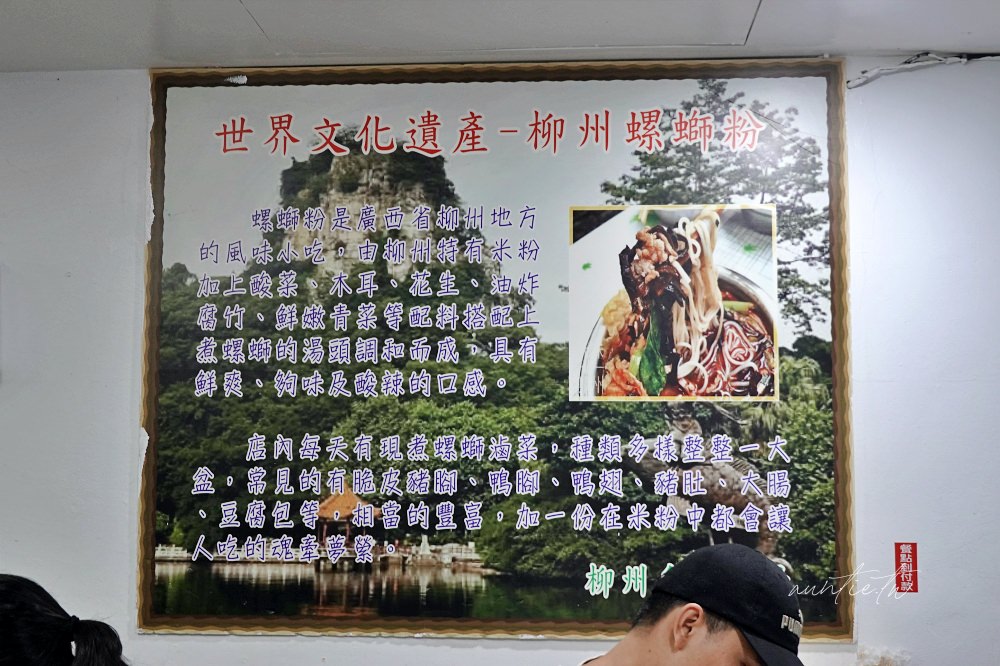 世界文化遺產-柳州螺螄粉
螺螄粉是廣西省柳州地方
的風味小吃，由柳州特有米粉
加上酸菜、木耳、花生、油炸
腐竹、鮮嫩青菜等配料搭配上
煮螺螄的湯頭調和而成，具有
鮮爽、夠味及酸辣的口感。
店內每天有現煮螺螄滷菜，種類多樣整整一大
盆，常見的有脆皮豬腳、鴨腳、鴨翅、豬肚、大腸
、豆腐包等，相當的豐富，加一份在米粉中都會讓
人吃的魂牽夢縈。
柳州
餐點到付款
auntie.th
PUMA